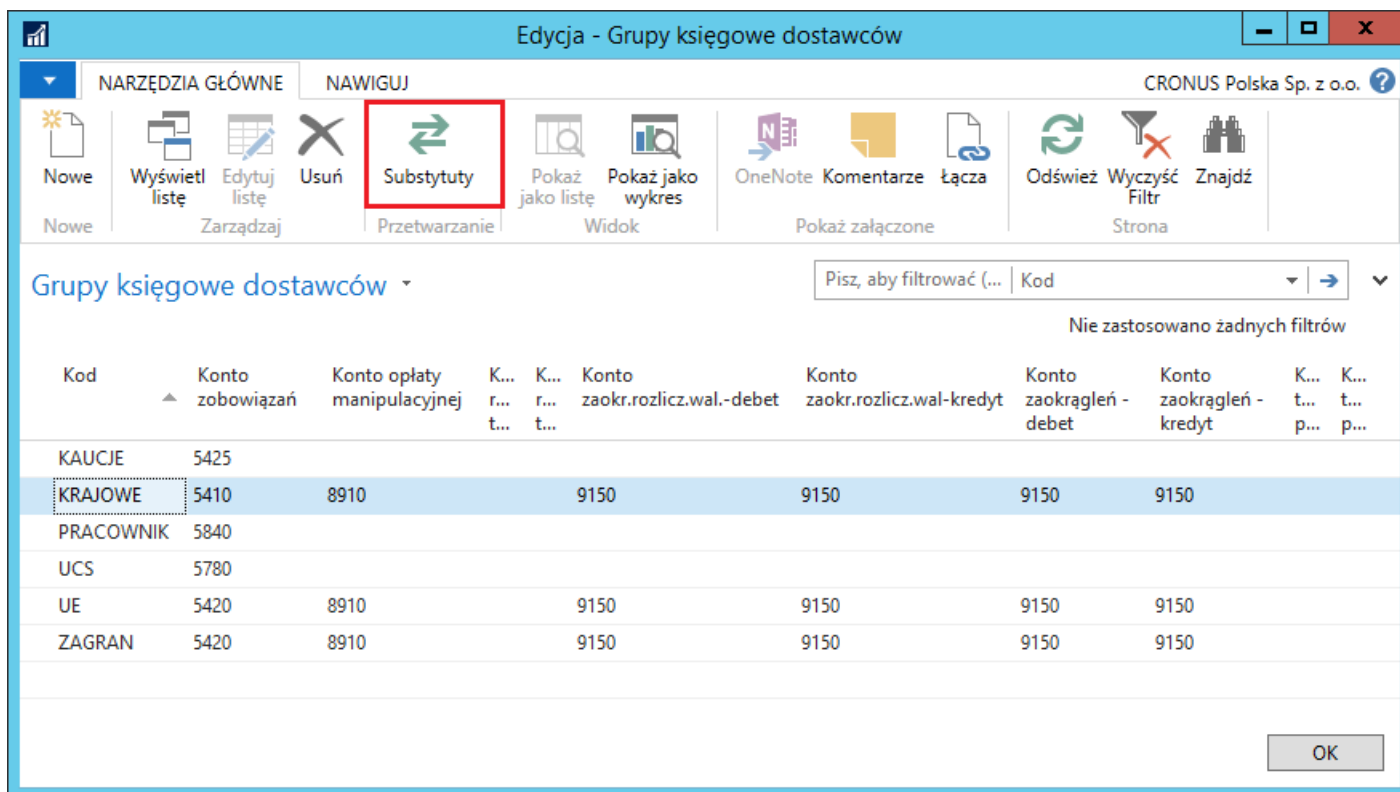 Edycja - Grupy księgowe dostawców
NARZĘDZIA GŁÓWNE NAWIGUJ CRONUS Polska Sp. z o.o.
Nowe Wyświetl listę Edytuj listę Usuń Substytuty Pokaż jako listę Pokaż jako wykres OneNote Komentarze Łącza Odśwież Wyczyść Filtr Znajdź
Nowe Zarządzaj Przetwarzanie Widok Pokaż załączone Strona
Grupy księgowe dostawców Pisz, aby filtrować (... Kod
Nie zastosowano żadnych filtrów
Kod Konto zobowiązań Konto opłaty manipulacyjnej K... r... t... K... r... t... Konto zaokr.rozlicz.wal.-debet Konto zaokr.rozlicz.wal-kredyt Konto zaokrągleń - debet Konto zaokrągleń - kredyt K... t... p... K... t... p...
KAUCJE 5425
KRAJOWE 5410 8910 9150 9150 9150 9150
PRACOWNIK 5840
UCS 5780
UE 5420 8910 9150 9150 9150 9150
ZAGRAN 5420 8910 9150 9150 9150 9150
OK